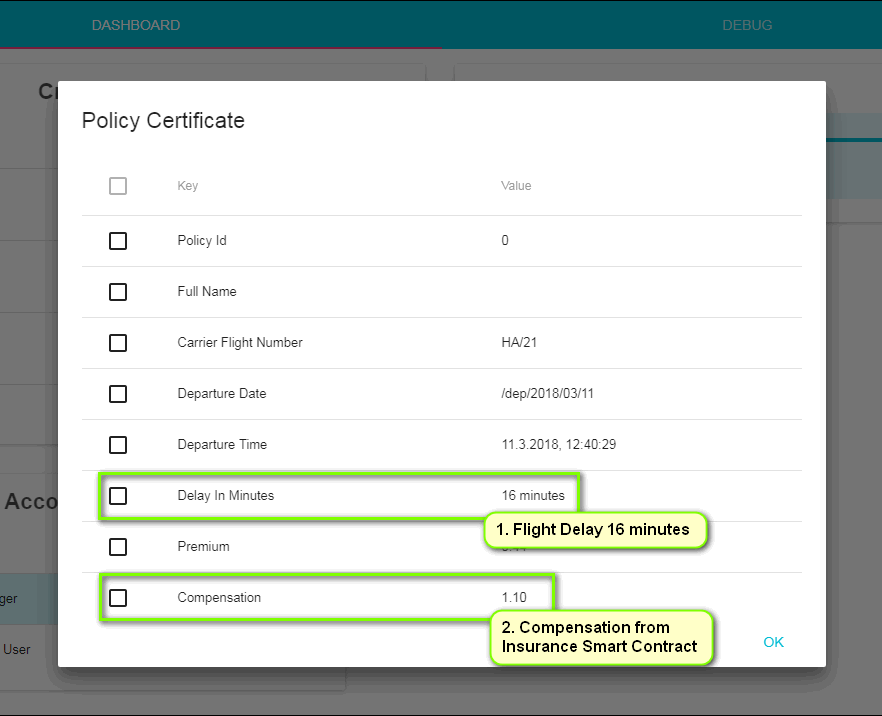 DASHBOARD
DEBUG
Policy Certificate
Key
Value
Policy Id
0
Full Name
Carrier Flight Number
HA/21
Departure Date
/dep/2018/03/11
Departure Time
11.3.2018, 12:40:29
Acco
Delay In Minutes
16 minutes
1. Flight Delay 16 minutes
Premium
ger
Compensation
1.10
2. Compensation from
Insurance Smart Contract
User
OK